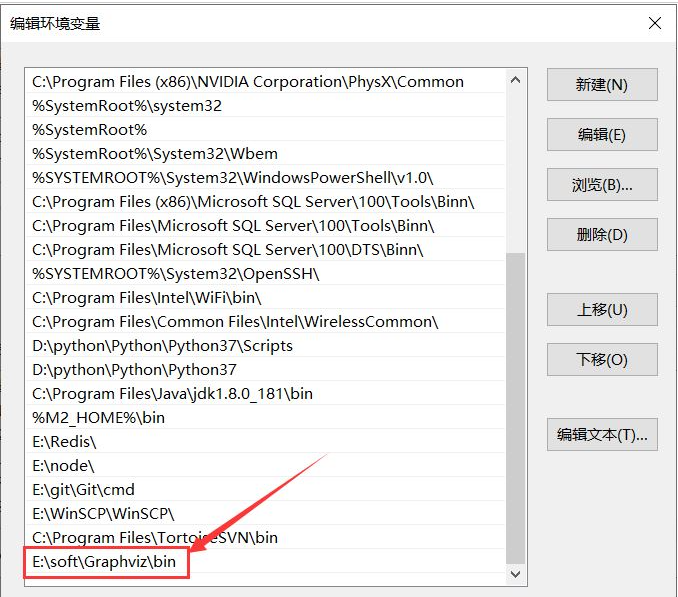 编辑环境变量
C:\Program Files (x86)\NVIDIA Corporation\PhysX\Common
%SystemRoot%\system32
%SystemRoot%
%SystemRoot%\System32\Wbem
%SYSTEMROOT%\System32\WindowsPowerShell\v1.0\
C:\Program Files (x86)\Microsoft SQL Server\100\Tools\Binn\
C:\Program Files\Microsoft SQL Server\100\Tools\Binn\
C:\Program Files\Microsoft SQL Server\100\DTS\Binn\
%SYSTEMROOT%\System32\OpenSSH\
C:\Program Files\Intel\WiFi\bin\
C:\Program Files\Common Files\Intel\WirelessCommon\
D:\python\Python\Python37\Scripts
D:\python\Python\Python37
C:\Program Files\Java\jdk1.8.0_181\bin
%M2_HOME%\bin
E:\Redis\
E:\node\
E:\git\Git\cmd
E:\WinSCP\WinSCP\
C:\Program Files\TortoiseSVN\bin
E:\soft\Graphviz\bin
新建(N)
编辑(E)
浏览(B)...
删除(D)
上移(U)
下移(O)
编辑文本(T)...